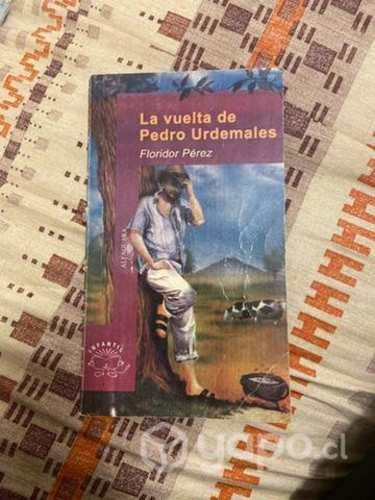 La vuelta de
Pedro Urdemales
Floridor Pérez
ALFAGUARA
INFANTIL
yapo.cl